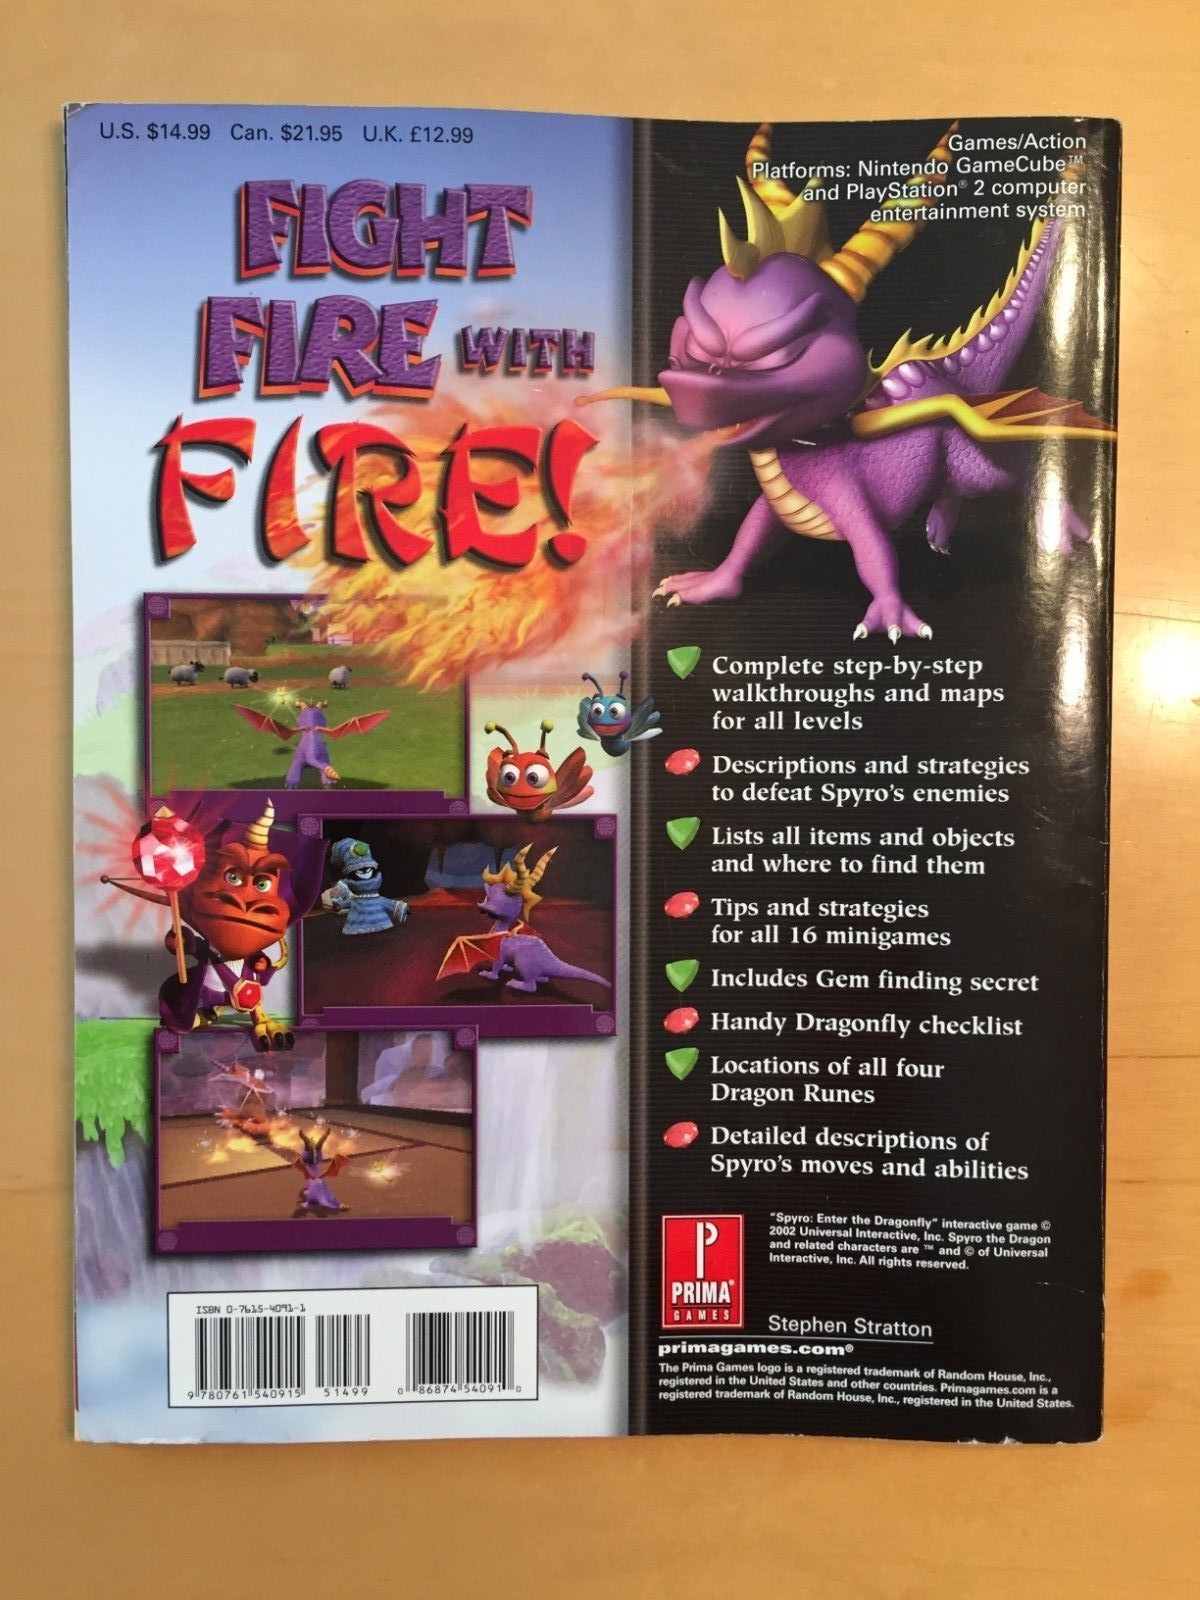 U.S. $14.99 Can. $21.95 U.K. £12.99
FIGHT
FIRE WITH
FIRE!
Games/Action
Platforms: Nintendo GameCube™
and PlayStation® 2 computer
entertainment system
Complete step-by-step
walkthroughs and maps
for all levels
Descriptions and strategies
to defeat Spyro's enemies
Lists all items and objects
and where to find them
Tips and strategies
for all 16 minigames
Includes Gem finding secret
Handy Dragonfly checklist
Locations of all four
Dragon Runes
Detailed descriptions of
Spyro's moves and abilities
"Spyro: Enter the Dragonfly" interactive game ©
2002 Universal Interactive, Inc. Spyro the Dragon
and related characters are ™ and © of Universal
Interactive, Inc. All rights reserved.
P
PRIMA®
GAMES
Stephen Stratton
primagames.com®
The Prima Games logo is a registered trademark of Random House, Inc.,
registered in the United States and other countries. Primagames.com is a
registered trademark of Random House, Inc., registered in the United States.
ISBN 0-7615-4091-1
9 780761 540915 51499 0 86874 54091 0